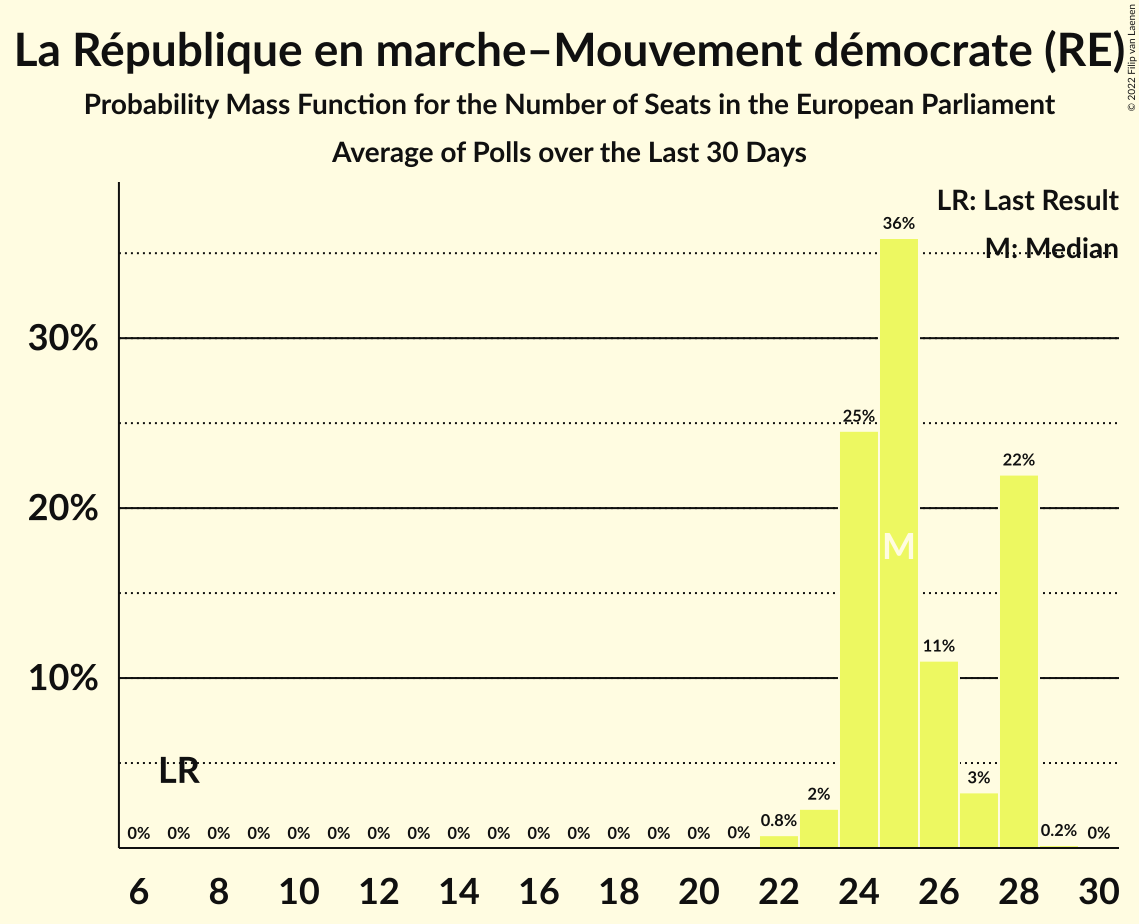 La République en marche–Mouvement démocrate (RE)
Probability Mass Function for the Number of Seats in the European Parliament
Average of Polls over the Last 30 Days
© 2022 Filip van Laenen
LR: Last Result
M: Median
36%
30%
25%
22%
20%
M
11%
10%
LR
3%
2%
0% 0% 0% 0% 0% 0% 0% 0% 0% 0% 0% 0% 0% 0% 0% 0% 0.8% 0.2% 0%
6 8 10 12 14 16 18 20 22 24 26 28 30